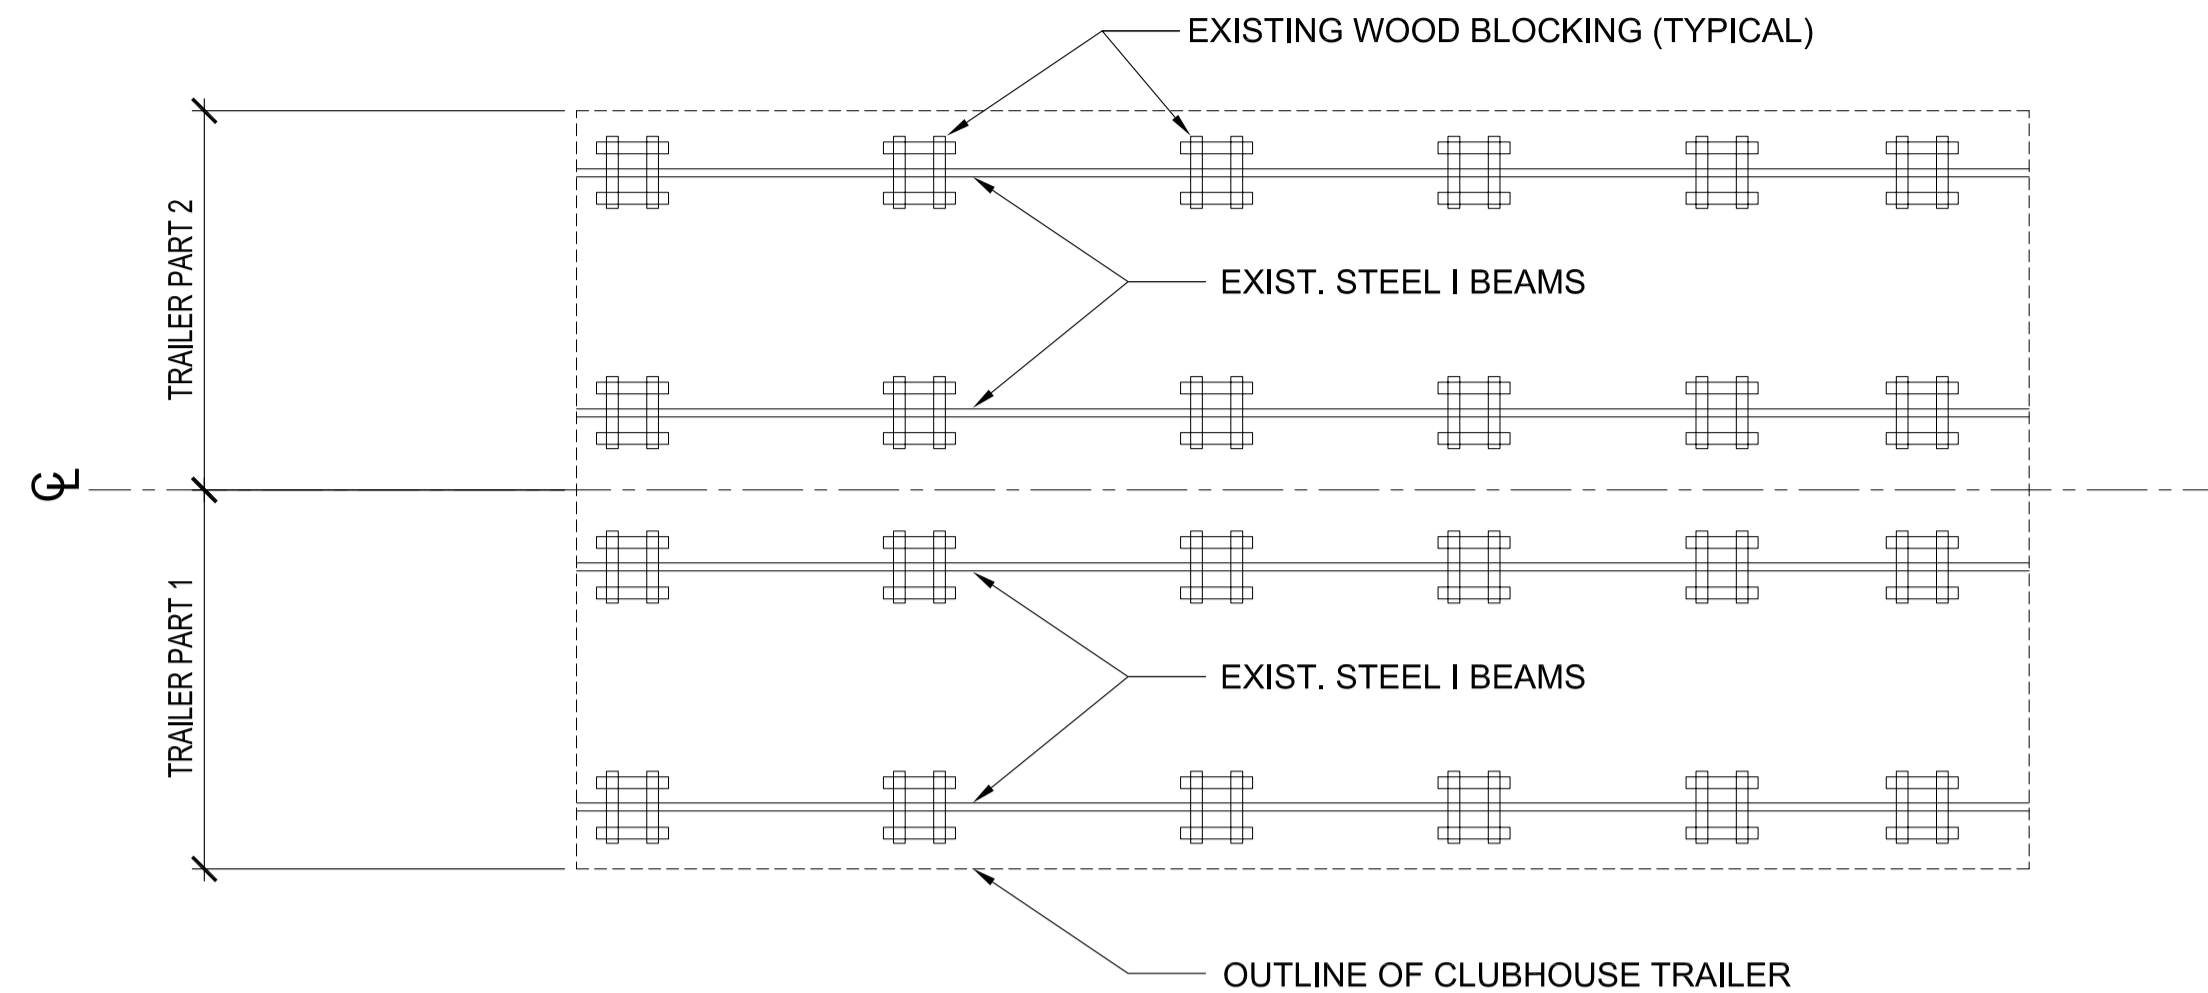 EXISTING WOOD BLOCKING (TYPICAL)
TRAILER PART 2
EXIST. STEEL I BEAMS
℄
TRAILER PART 1
EXIST. STEEL I BEAMS
OUTLINE OF CLUBHOUSE TRAILER